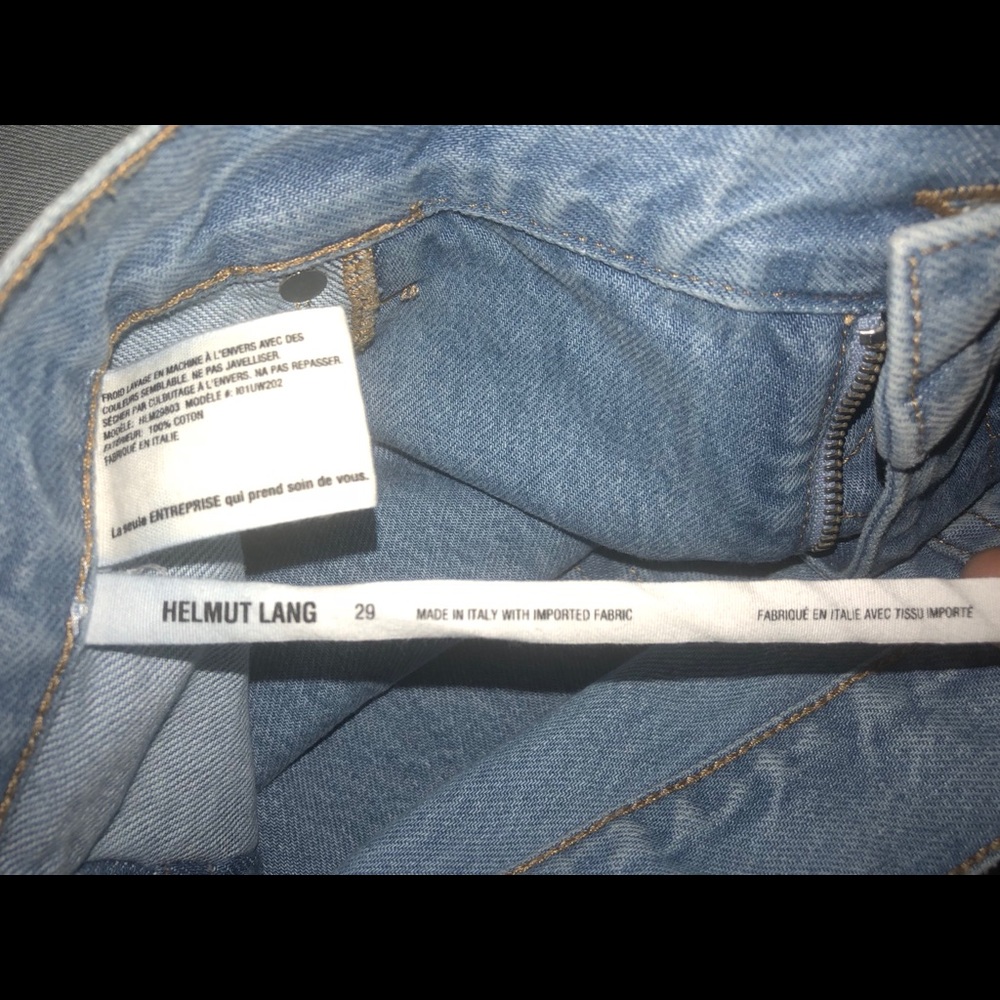 FROID LAVAGE EN MACHINE À L'ENVERS AVEC DES
COULEURS SEMBLABLE. NE PAS JAVELLISER.
SÉCHER PAR CULBUTAGE À L'ENVERS. NA PAS REPASSER.
MODÈLE: HLM29803 MODÈLE #: I01UW202
EXTÉRIEUR: 100% COTON
FABRIQUÉ EN ITALIE
La seule ENTREPRISE qui prend soin de vous.
HELMUT LANG 29 MADE IN ITALY WITH IMPORTED FABRIC FABRIQUÉ EN ITALIE AVEC TISSU IMPORTÉ